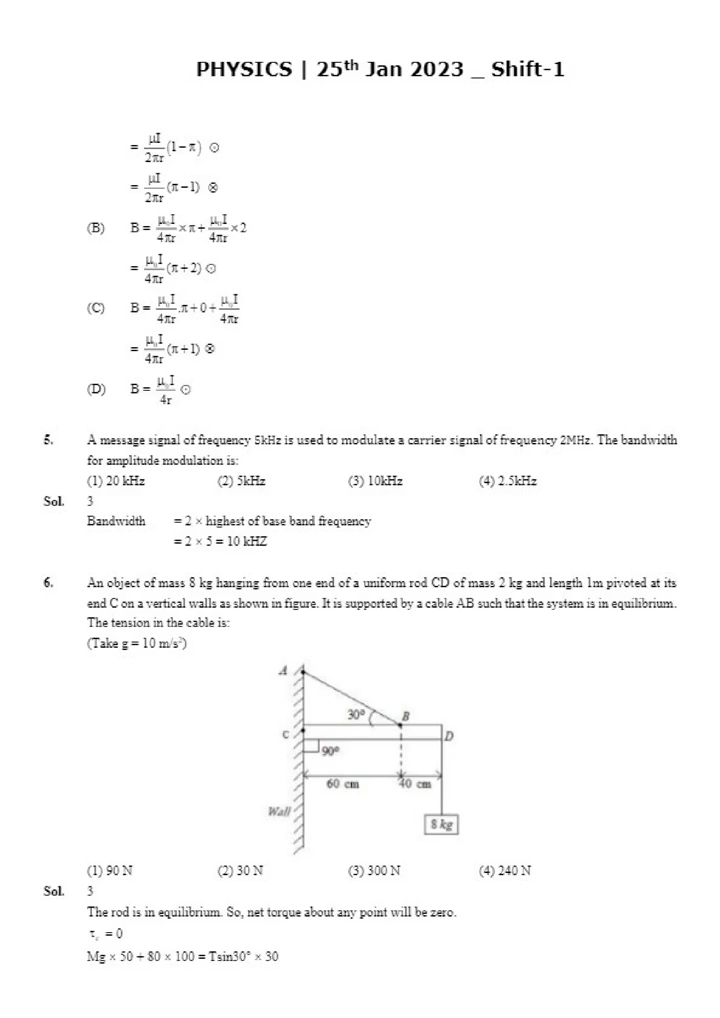 PHYSICS | 25th Jan 2023 _ Shift-1
= μI/2πr (1−π) ⊙
= μI/2πr (π−1) ⊗
(B) B = μ₀I/4πr × π + μ₀I/4πr × 2
= μ₀I/4πr (π+2) ⊙
(C) B = μ₀I/4πr .π + 0 + μ₀I/4πr
= μ₀I/4πr (π+1) ⊗
(D) B = μ₀I/4r ⊙
5. A message signal of frequency 5kHz is used to modulate a carrier signal of frequency 2MHz. The bandwidth
for amplitude modulation is:
(1) 20 kHz (2) 5kHz (3) 10kHz (4) 2.5kHz
Sol. 3
Bandwidth = 2 × highest of base band frequency
= 2 × 5 = 10 kHZ
6. An object of mass 8 kg hanging from one end of a uniform rod CD of mass 2 kg and length 1m pivoted at its
end C on a vertical walls as shown in figure. It is supported by a cable AB such that the system is in equilibrium.
The tension in the cable is:
(Take g = 10 m/s²)
A
30° B
C D
90°
60 cm 40 cm
Wall
8 kg
(1) 90 N (2) 30 N (3) 300 N (4) 240 N
Sol. 3
The rod is in equilibrium. So, net torque about any point will be zero.
τc = 0
Mg × 50 + 80 × 100 = Tsin30° × 30